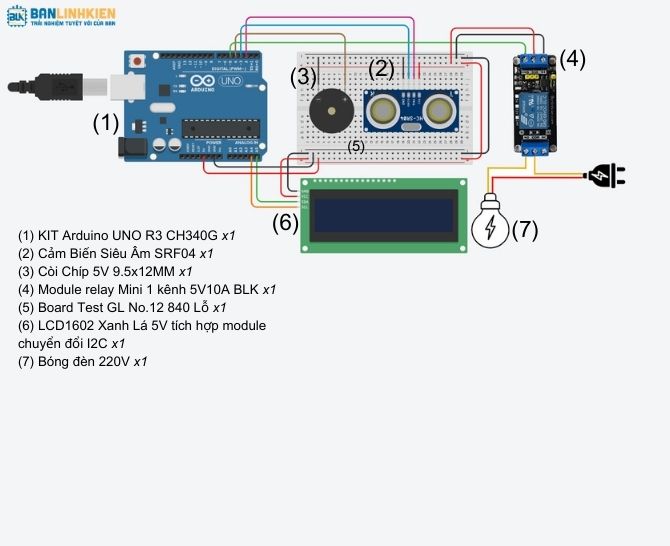 BLK BANLINHKIEN
TRẢI NGHIỆM TUYỆT VỜI CỦA BẠN
(1)
(2)
(3)
(4)
(5)
(6)
(7)
DIGITAL (PWM~)
UNO
ARDUINO
POWER
ANALOG IN
HC-SR04
(1) KIT Arduino UNO R3 CH340G x1
(2) Cảm Biến Siêu Âm SRF04 x1
(3) Còi Chíp 5V 9.5x12MM x1
(4) Module relay Mini 1 kênh 5V10A BLK x1
(5) Board Test GL No.12 840 Lỗ x1
(6) LCD1602 Xanh Lá 5V tích hợp module
chuyển đổi I2C x1
(7) Bóng đèn 220V x1